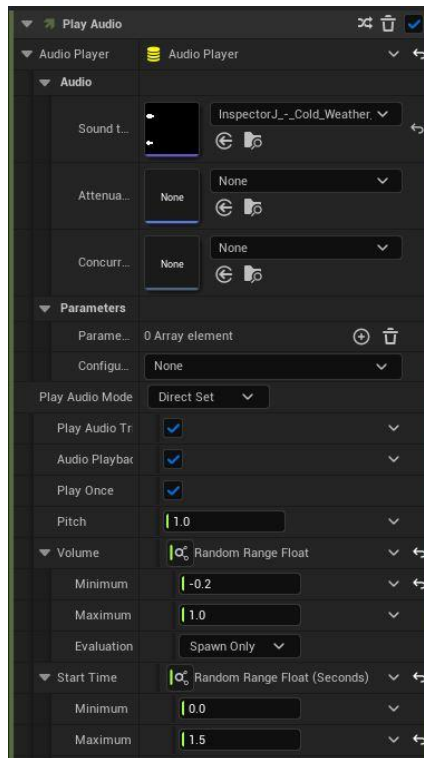 Play Audio
Audio Player Audio Player
Audio
Sound t... InspectorJ_-_Cold_Weather,
Attenua... None None
Concurr... None None
Parameters
Parame... 0 Array element
Configu... None
Play Audio Mode Direct Set
Play Audio Tr
Audio Playbac
Play Once
Pitch 1.0
Volume Random Range Float
Minimum -0.2
Maximum 1.0
Evaluation Spawn Only
Start Time Random Range Float (Seconds)
Minimum 0.0
Maximum 1.5